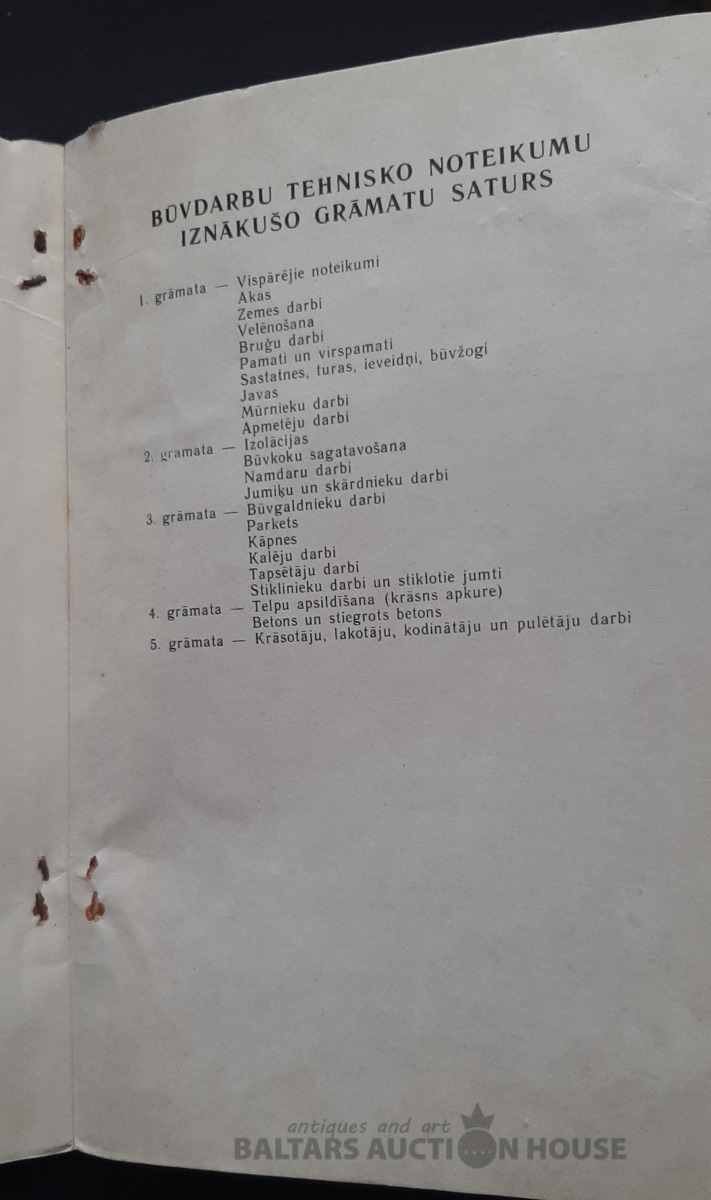 BŪVDARBU TEHNISKO NOTEIKUMU
IZNĀKUŠO GRĀMATU SATURS
1. grāmata — Vispārējie noteikumi
Akas
Zemes darbi
Velēnošana
Bruģu darbi
Pamati un virspamati
Sastatnes, turas, ieveidņi, būvžogi
Javas
Mūrnieku darbi
Apmetēju darbi
2. gramata — Izolācijas
Būvkoku sagatavošana
Namdaru darbi
Jumiķu un skārdnieku darbi
3. grāmata — Būvgaldnieku darbi
Parkets
Kāpnes
Kalēju darbi
Tapsētāju darbi
Stiklinieku darbi un stiklotie jumti
4. grāmata — Telpu apsildīšana (krāsns apkure)
Betons un stiegrots betons
5. grāmata — Krāsotāju, lakotāju, kodinātāju un pulētāju darbi
antiques and art
BALTARS AUCTION HOUSE